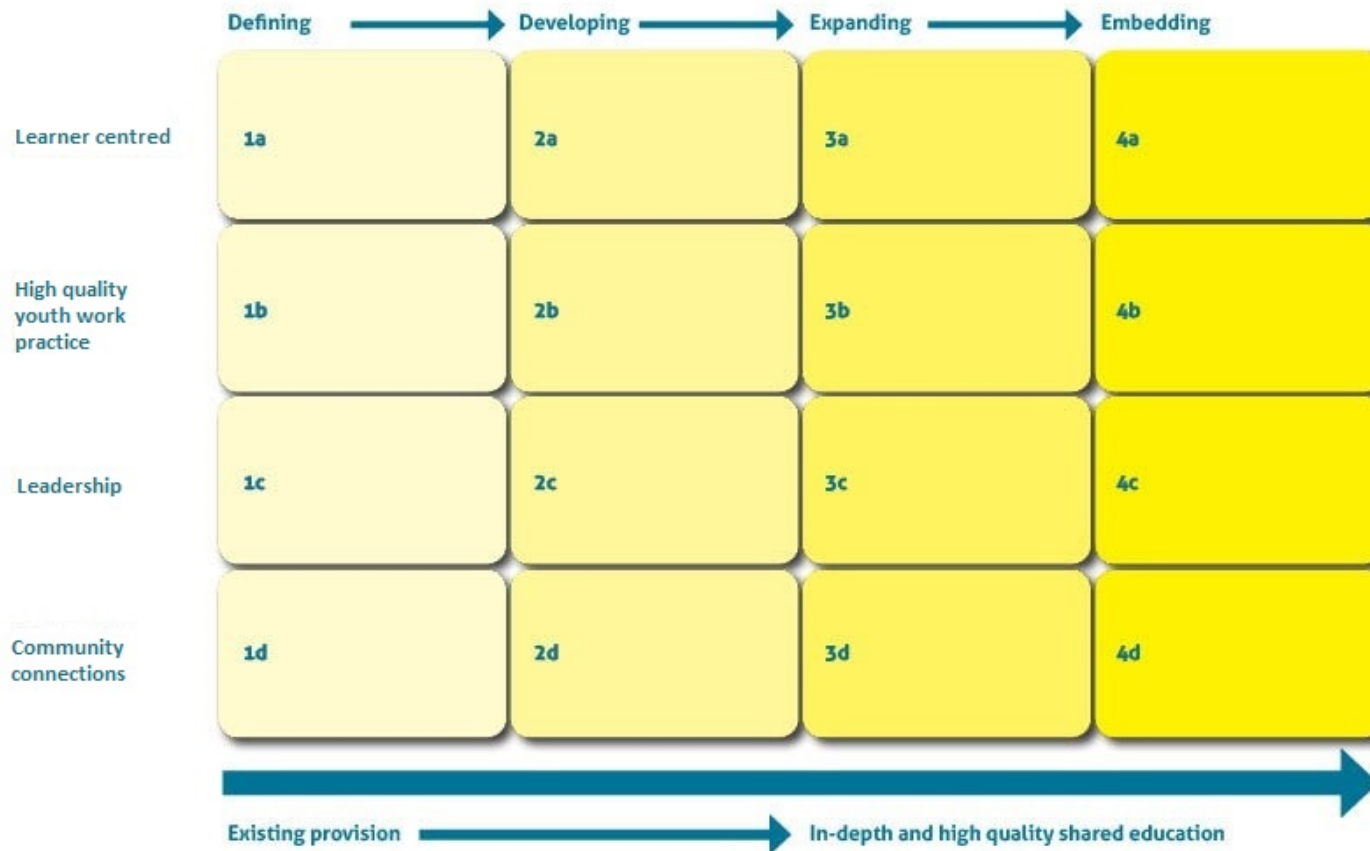 Defining Developing Expanding Embedding
Learner centred 1a 2a 3a 4a
High quality
youth work
practice
1b 2b 3b 4b
Leadership 1c 2c 3c 4c
Community
connections
1d 2d 3d 4d
Existing provision In-depth and high quality shared education